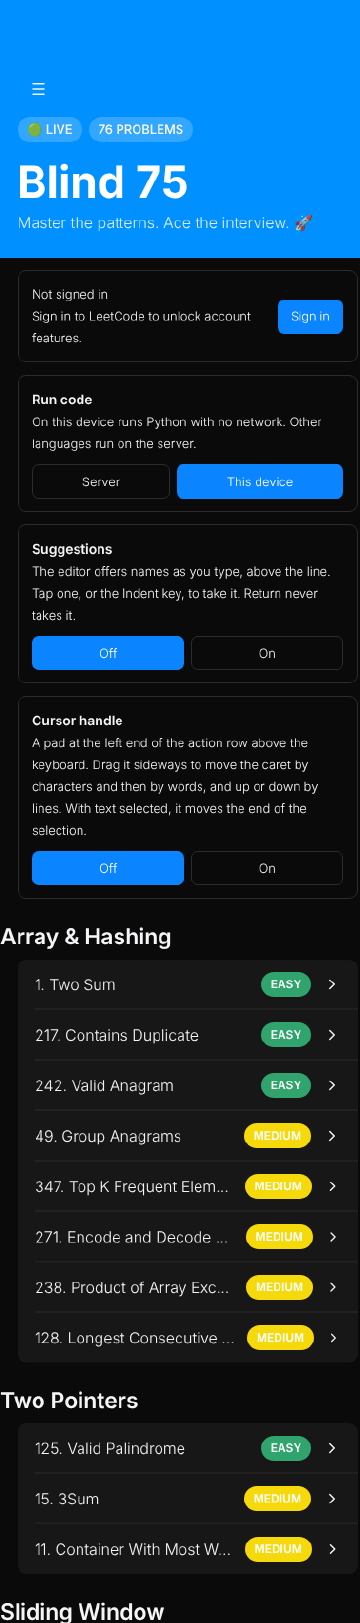 ☰
🟢 LIVE 76 PROBLEMS
Blind 75
Master the patterns. Ace the interview. 🚀
Not signed in
Sign in to LeetCode to unlock account
features.
Sign in
Run code
On this device runs Python with no network. Other
languages run on the server.
Server This device
Suggestions
The editor offers names as you type, above the line.
Tap one, or the Indent key, to take it. Return never
takes it.
Off On
Cursor handle
A pad at the left end of the action row above the
keyboard. Drag it sideways to move the caret by
characters and then by words, and up or down by
lines. With text selected, it moves the end of the
selection.
Off On
Array & Hashing
1. Two Sum EASY
217. Contains Duplicate EASY
242. Valid Anagram EASY
49. Group Anagrams MEDIUM
347. Top K Frequent Elem... MEDIUM
271. Encode and Decode ... MEDIUM
238. Product of Array Exc... MEDIUM
128. Longest Consecutive ... MEDIUM
Two Pointers
125. Valid Palindrome EASY
15. 3Sum MEDIUM
11. Container With Most W... MEDIUM
Sliding Window